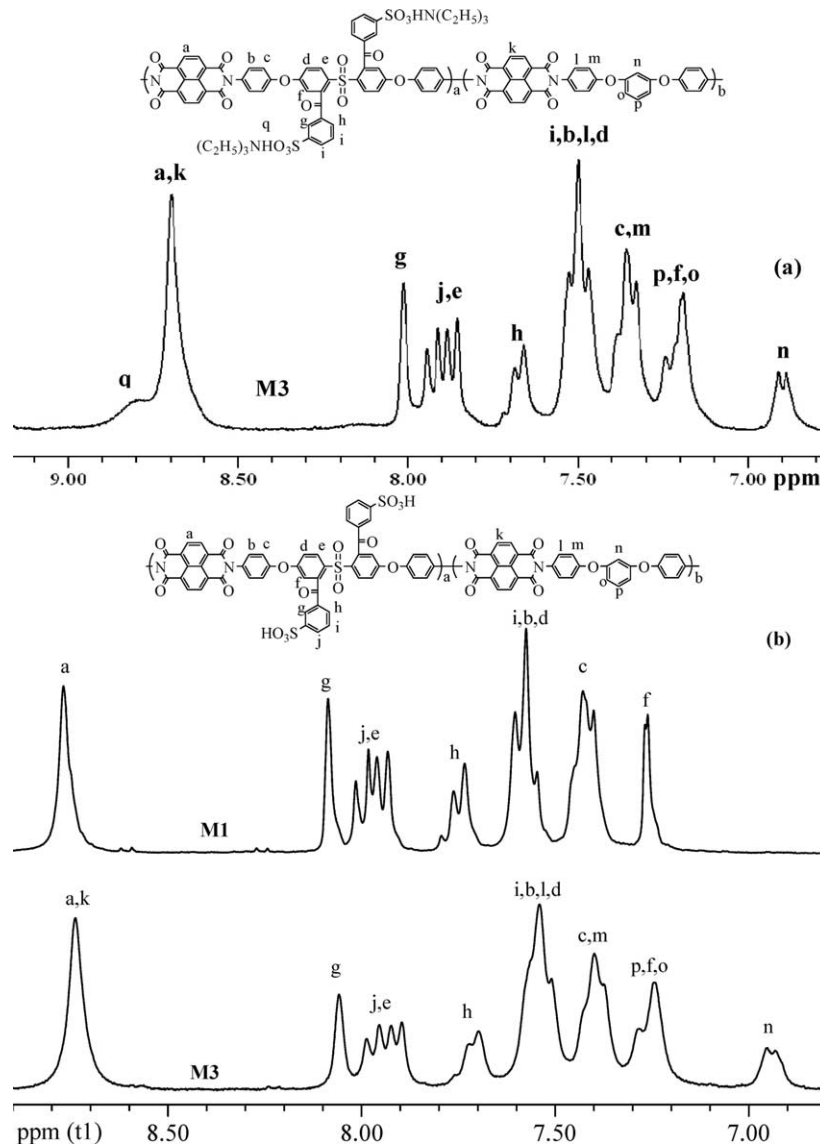 a
SO₃HN(C₂H₅)₃
k
b c d e l m n
O O O O O O
N N O S O N N O O
O O O O O
f a o p b
g h
q i
(C₂H₅)₃NHO₃S i
a,k
g
j,e
h
i,b,l,d
c,m
p,f,o
n
(a)
q
M3
9.00 8.50 8.00 7.50 7.00 ppm
SO₃H
a k
b c d e l m n
O O O O O O
N N O S O N N O O
O O O O O
f a o p b
g h
HO₃S i
j
(b)
a
g
j,e
h
i,b,d
c
f
M1
a,k
g
j,e
h
i,b,l,d
c,m
p,f,o
n
M3
ppm (t1) 8.50 8.00 7.50 7.00